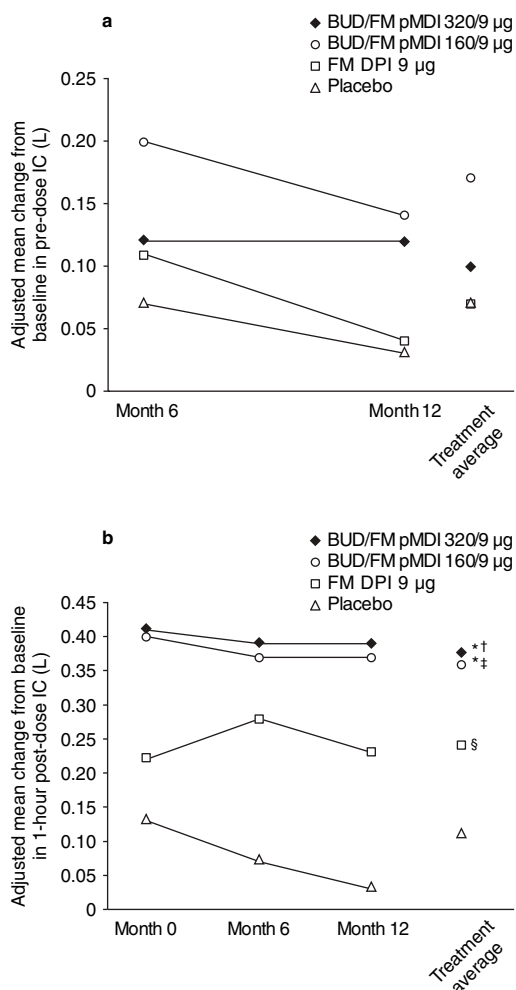 a
BUD/FM pMDI 320/9 μg
BUD/FM pMDI 160/9 μg
FM DPI 9 μg
Placebo
Adjusted mean change from
baseline in pre-dose IC (L)
0.25
0.20
0.15
0.10
0.05
0
Month 6
Month 12
Treatment
average
b
BUD/FM pMDI 320/9 μg
BUD/FM pMDI 160/9 μg
FM DPI 9 μg
Placebo
Adjusted mean change from baseline
in 1-hour post-dose IC (L)
0.45
0.40
0.35
0.30
0.25
0.20
0.15
0.10
0.05
0
*†
*‡
§
Month 0
Month 6
Month 12
Treatment
average